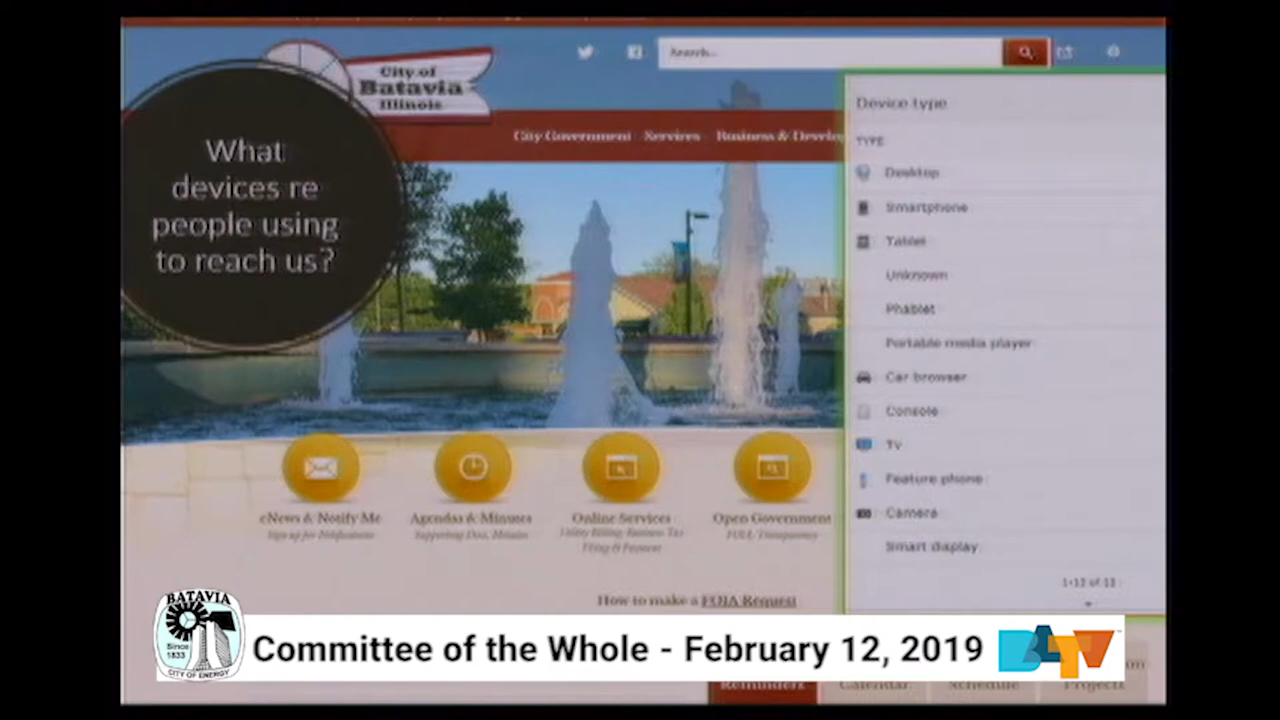 City of
Batavia
Illinois
Search...
City Government Services Business & Develop
What
devices re
people using
to reach us?
Device type
TYPE
Desktop
Smartphone
Tablet
Unknown
Phablet
Portable media player
Car browser
Console
Tv
Feature phone
Camera
Smart display
1-12 of 12
eNews & Notify Me
Sign up for Notifications
Agendas & Minutes
Supporting Docs, Minutes
Online Services
Utility Billing, Business Tax
Filing & Payment
Open Government
FOIA, Transparency
How to make a FOIA Request
BATAVIA
Since
1833
CITY OF ENERGY
Committee of the Whole - February 12, 2019
BATV
Reminders Calendar Schedule Projects